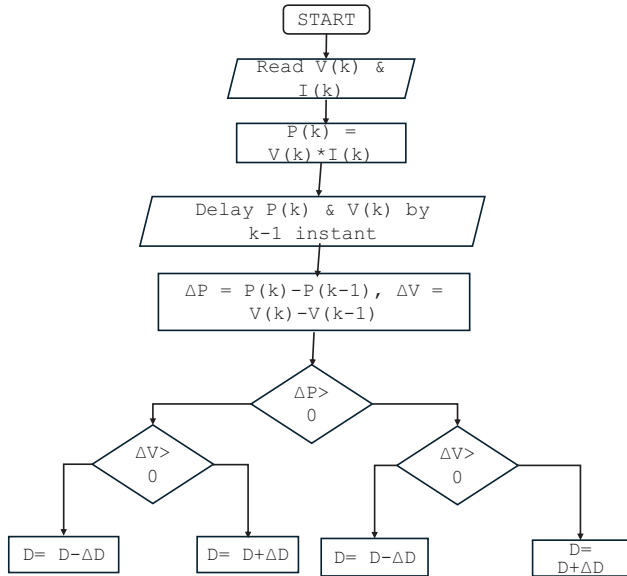 START
Read V(k) &
I(k)
P(k) =
V(k)*I(k)
Delay P(k) & V(k) by
k-1 instant
ΔP = P(k)-P(k-1), ΔV =
V(k)-V(k-1)
ΔP>
0
ΔV>
0
ΔV>
0
D= D-ΔD
D= D+ΔD
D= D-ΔD
D=
D+ΔD